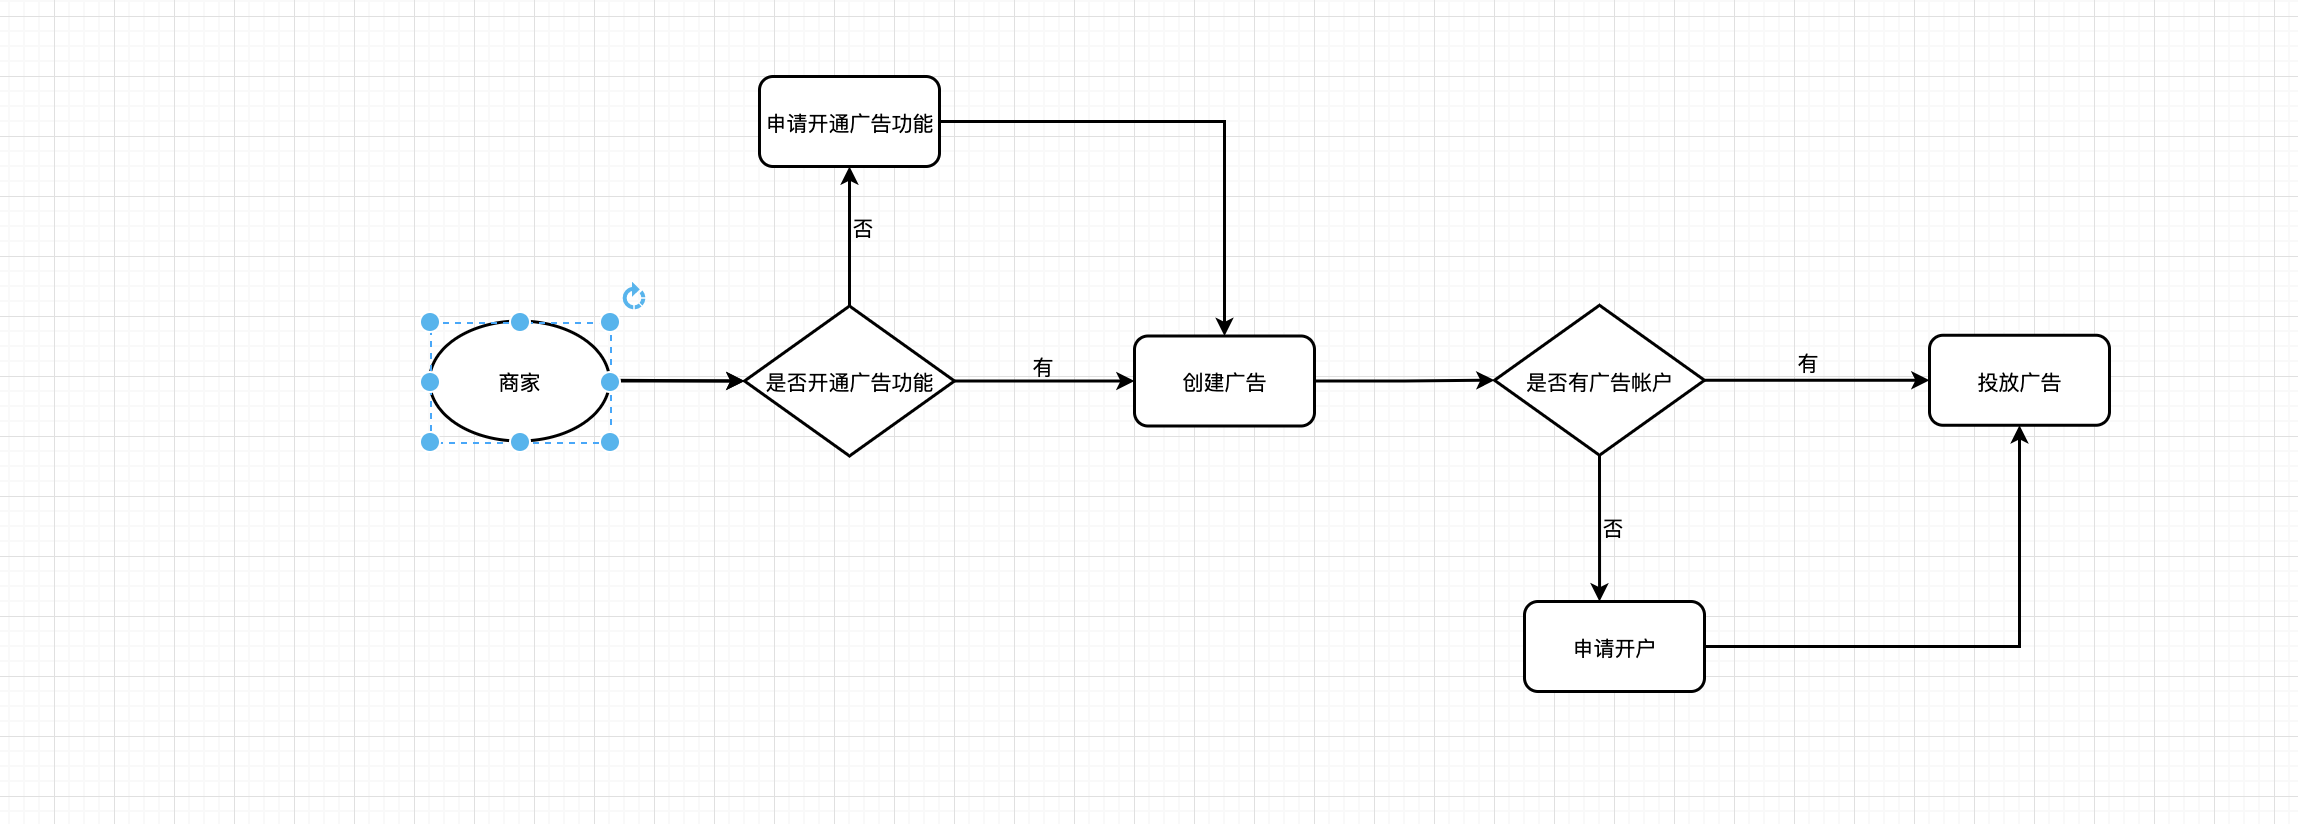 申请开通广告功能
否
商家
是否开通广告功能
有
创建广告
是否有广告帐户
有
投放广告
否
申请开户